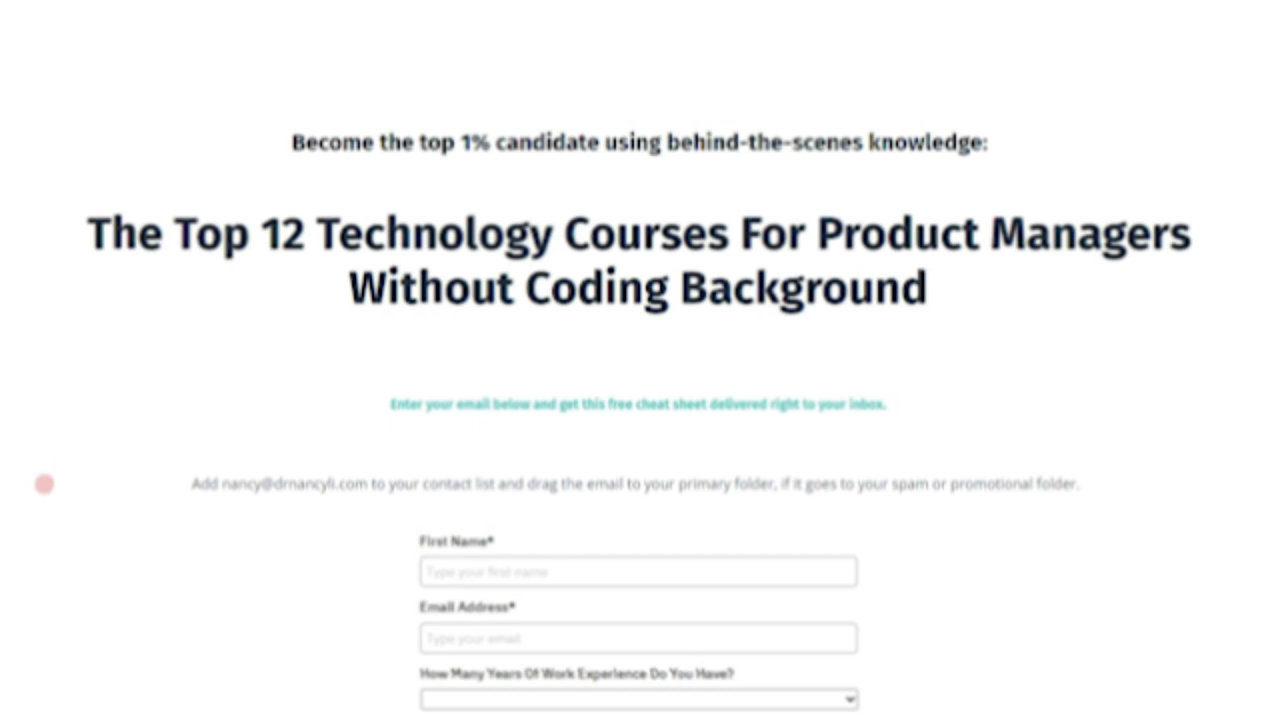 Become the top 1% candidate using behind-the-scenes knowledge:
The Top 12 Technology Courses For Product Managers
Without Coding Background
Enter your email below and get this free cheat sheet delivered right to your inbox.
Add nancy@drnancyli.com to your contact list and drag the email to your primary folder, if it goes to your spam or promotional folder.
First Name*
Type your first name
Email Address*
Type your email
How Many Years Of Work Experience Do You Have?